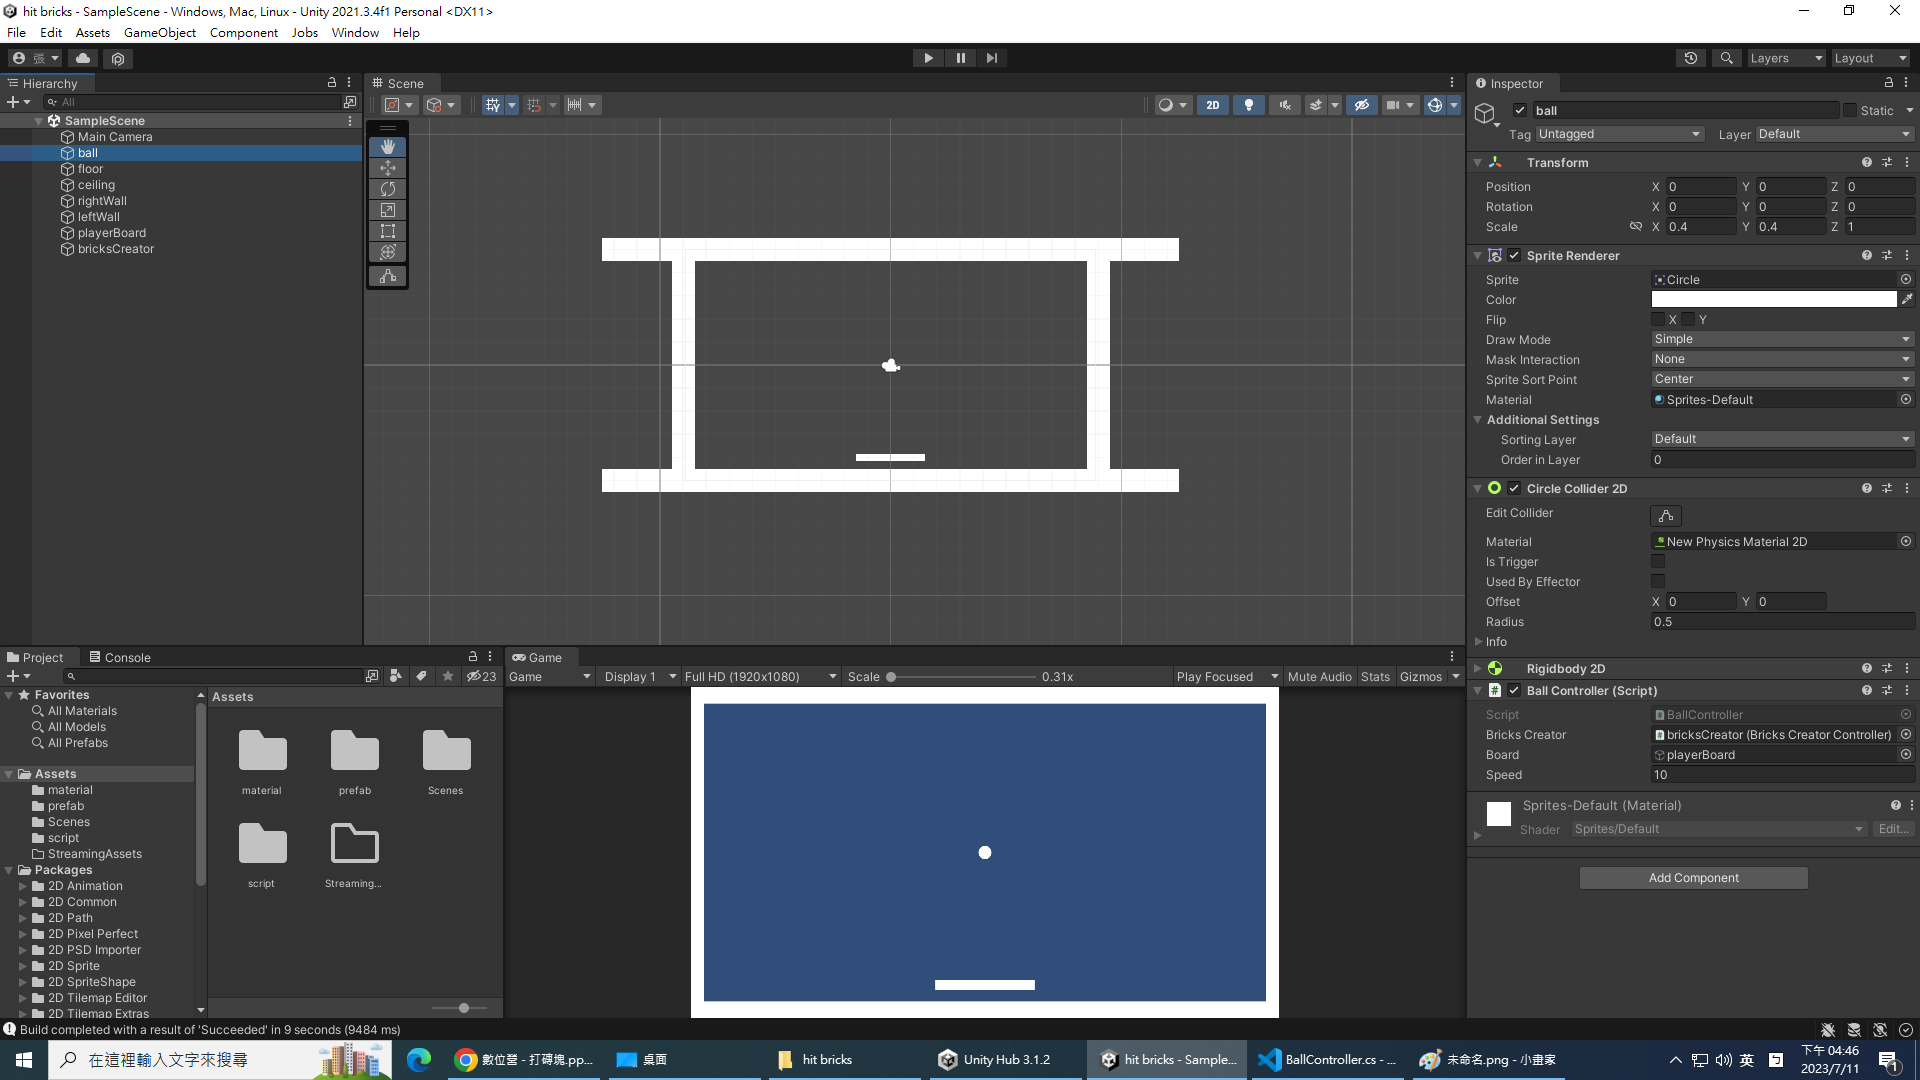 hit bricks - SampleScene - Windows, Mac, Linux - Unity 2021.3.4f1 Personal <DX11>
File Edit Assets GameObject Component Jobs Window Help
張
Layers Layout
Hierarchy
All
SampleScene
Main Camera
ball
floor
ceiling
rightWall
leftWall
playerBoard
bricksCreator
Scene
2D
Inspector
ball Static
Tag Untagged Layer Default
Transform
Position X 0 Y 0 Z 0
Rotation X 0 Y 0 Z 0
Scale X 0.4 Y 0.4 Z 1
Sprite Renderer
Sprite Circle
Color
Flip X Y
Draw Mode Simple
Mask Interaction None
Sprite Sort Point Center
Material Sprites-Default
Additional Settings
Sorting Layer Default
Order in Layer 0
Circle Collider 2D
Edit Collider
Material New Physics Material 2D
Is Trigger
Used By Effector
Offset X 0 Y 0
Radius 0.5
Info
Rigidbody 2D
Ball Controller (Script)
Script BallController
Bricks Creator bricksCreator (Bricks Creator Controller)
Board playerBoard
Speed 10
Sprites-Default (Material)
Shader Sprites/Default Edit...
Add Component
Project Console
23
Favorites
All Materials
All Models
All Prefabs
Assets
material
prefab
Scenes
script
StreamingAssets
Packages
2D Animation
2D Common
2D Path
2D Pixel Perfect
2D PSD Importer
2D Sprite
2D SpriteShape
2D Tilemap Editor
2D Tilemap Extras
Assets
material prefab Scenes
script Streaming...
Game
Game Display 1 Full HD (1920x1080) Scale 0.31x Play Focused Mute Audio Stats Gizmos
Build completed with a result of 'Succeeded' in 9 seconds (9484 ms)
在這裡輸入文字來搜尋
數位營 - 打磚塊.pp...
桌面
hit bricks
Unity Hub 3.1.2
hit bricks - Sample...
BallController.cs - ...
未命名.png - 小畫家
英
下午 04:46
2023/7/11
1